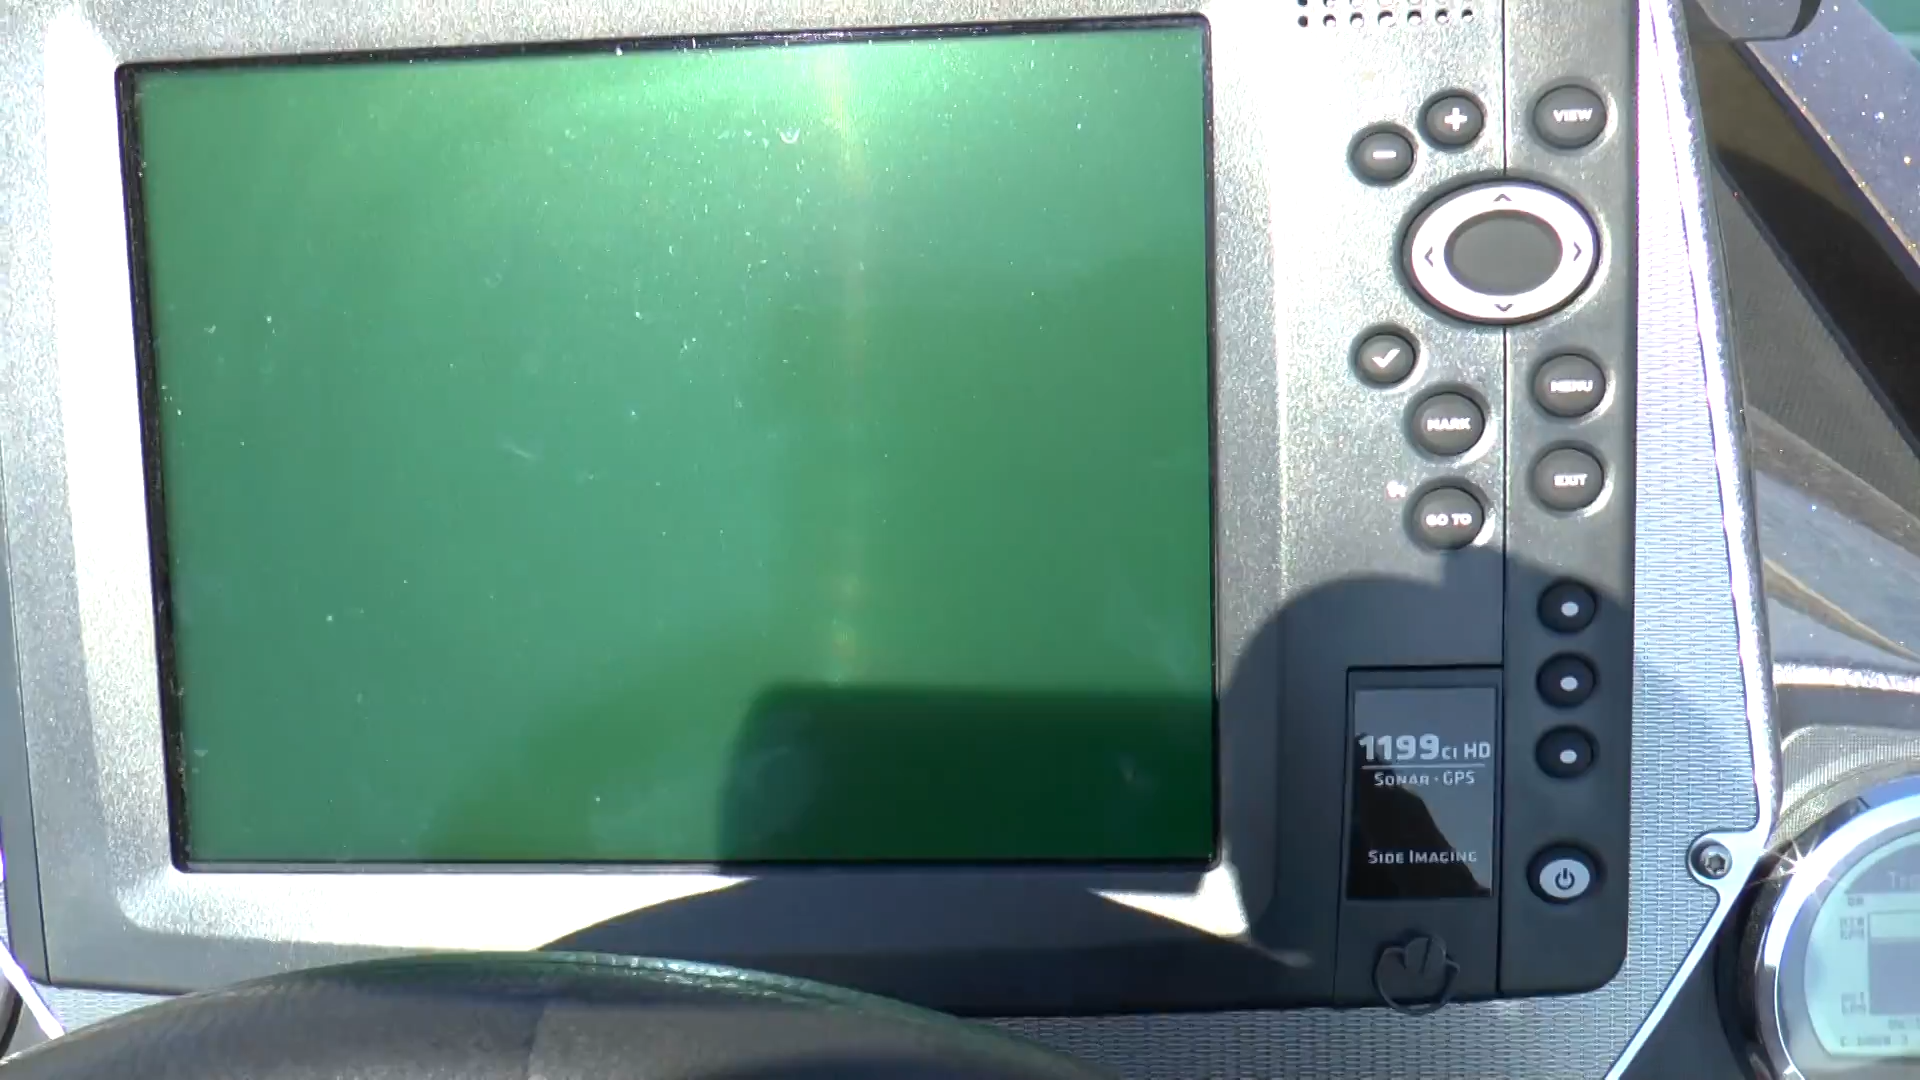 VIEW
MENU
MARK
EXIT
GO TO
1199CI HD
SONAR · GPS
SIDE IMAGING